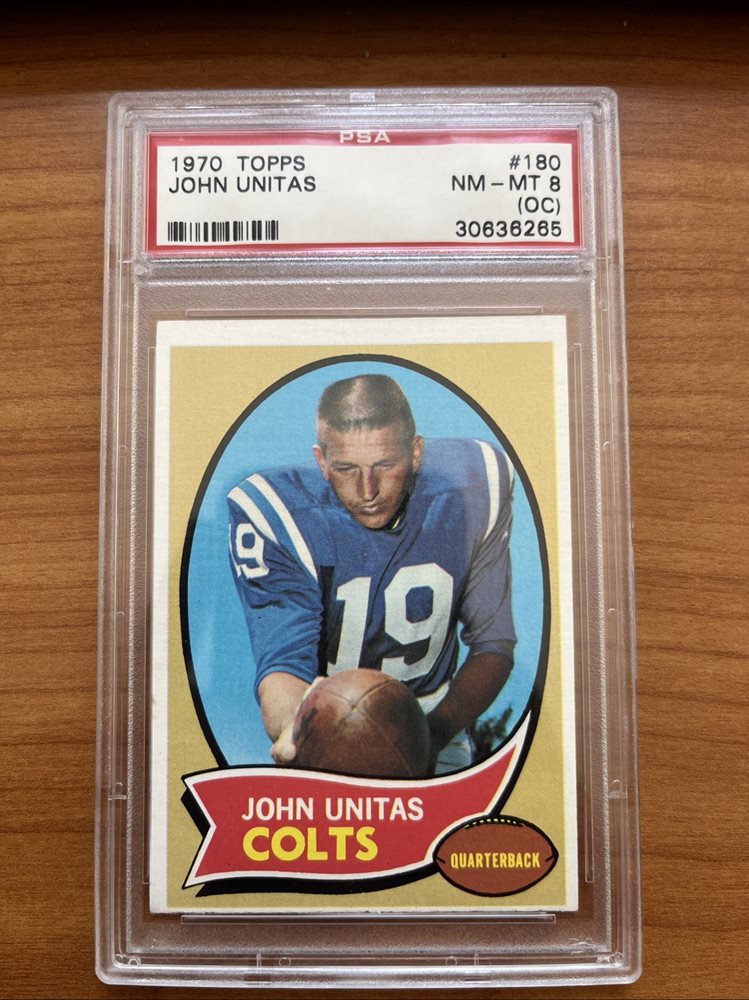 PSA
1970 TOPPS #180
JOHN UNITAS NM-MT 8
(OC)
30636265
19
19
JOHN UNITAS
COLTS
QUARTERBACK